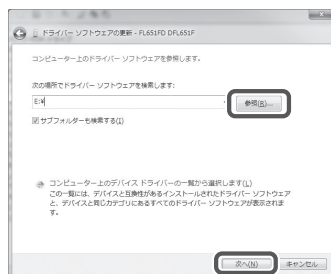 ドライバー ソフトウェアの更新 - FL651FD DFL651F
コンピューター上のドライバー ソフトウェアを参照します。
次の場所でドライバー ソフトウェアを検索します:
E:¥
参照(R)...
サブフォルダーも検索する(I)
コンピューター上のデバイス ドライバーの一覧から選択します(L)
この一覧には、デバイスと互換性があるインストールされたドライバー ソフトウェア
と、デバイスと同じカテゴリにあるすべてのドライバー ソフトウェアが表示されま
す。
次へ(N)
キャンセル